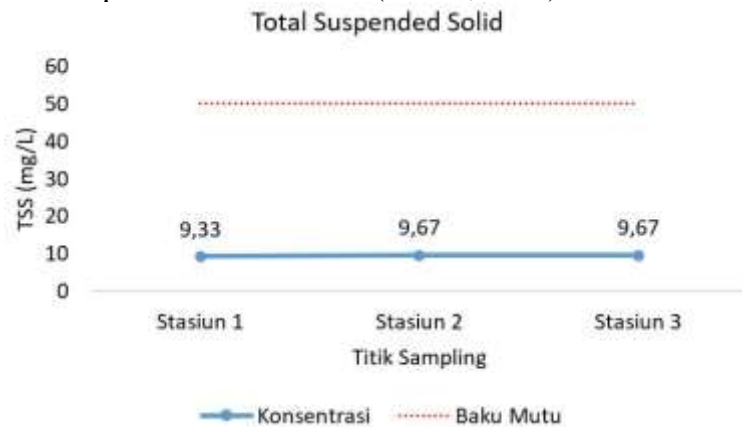 Total Suspended Solid
60
50
40
30
20
10
0
TSS (mg/L)
9,33
9,67
9,67
Stasiun 1
Stasiun 2
Stasiun 3
Titik Sampling
Konsentrasi
Baku Mutu